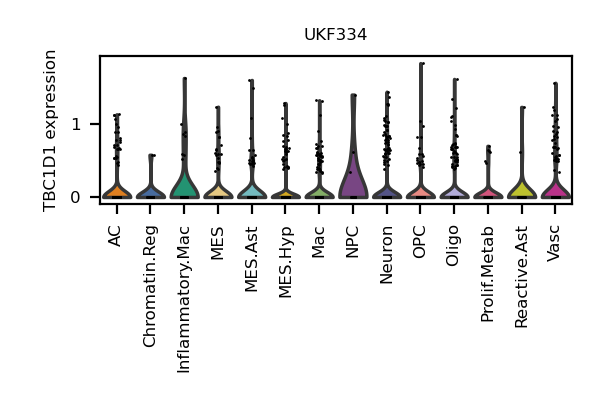 UKF334
TBC1D1 expression
1
0
AC
Chromatin.Reg
Inflammatory.Mac
MES
MES.Ast
MES.Hyp
Mac
NPC
Neuron
OPC
Oligo
Prolif.Metab
Reactive.Ast
Vasc